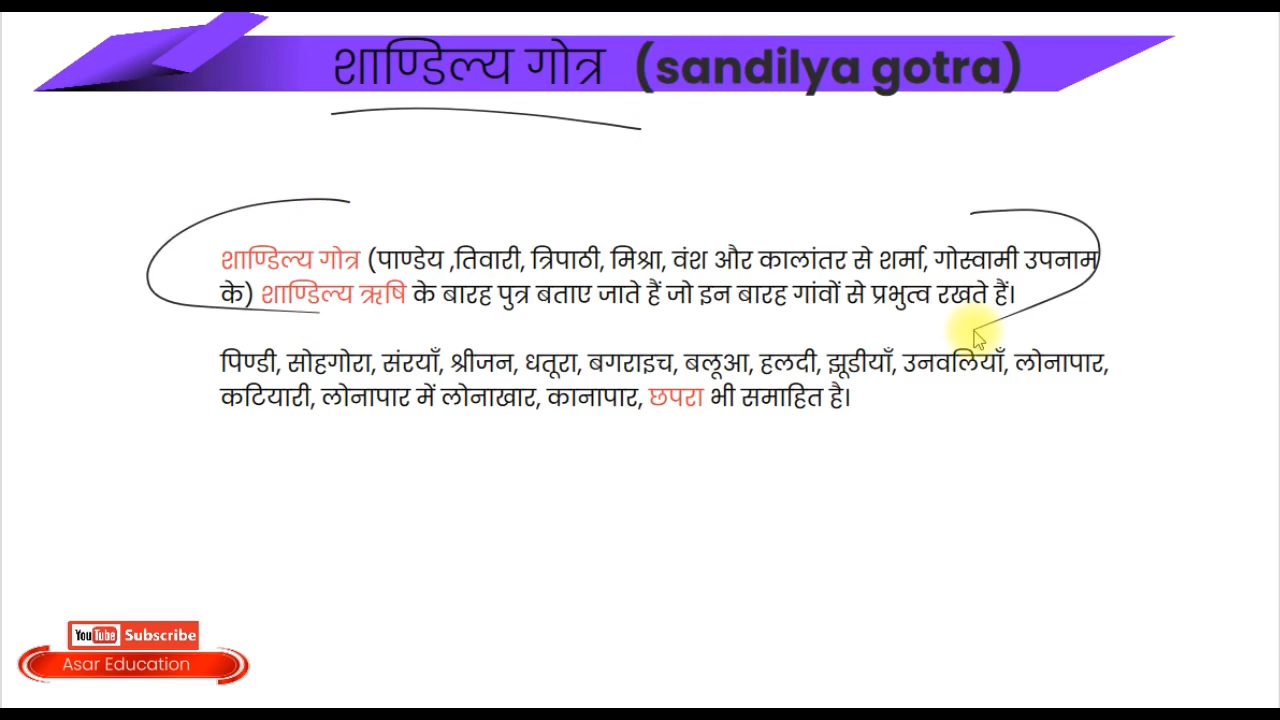 शाण्डिल्य गोत्र (sandilya gotra)
शाण्डिल्य गोत्र (पाण्डेय ,तिवारी, त्रिपाठी, मिश्रा, वंश और कालांतर से शर्मा, गोस्वामी उपनाम
के) शाण्डिल्य ऋषि के बारह पुत्र बताए जाते हैं जो इन बारह गांवों से प्रभुत्व रखते हैं।
पिण्डी, सोहगोरा, संरयाँ, श्रीजन, धतूरा, बगराइच, बलूआ, हलदी, झूडीयाँ, उनवलियाँ, लोनापार,
कटियारी, लोनापार में लोनाखार, कानापार, छपरा भी समाहित है।
YouTube Subscribe
Asar Education